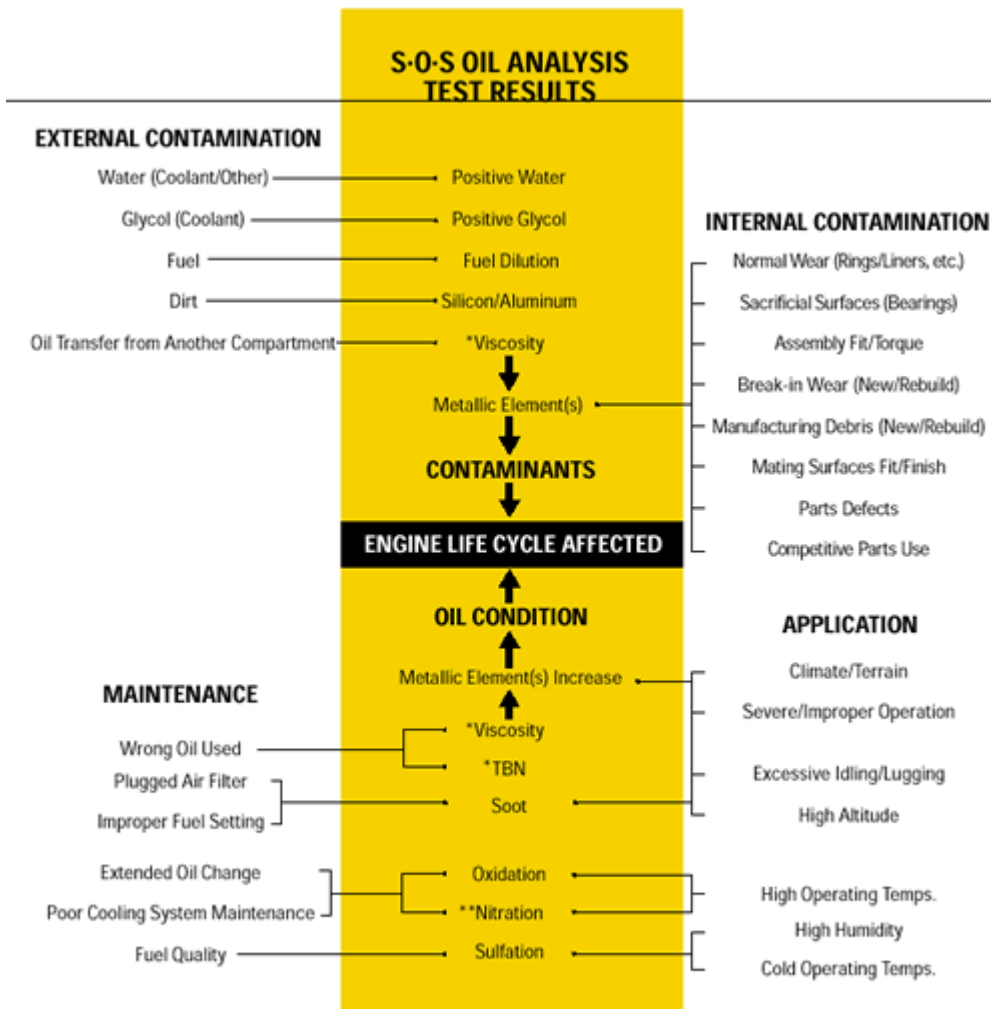 S·O·S OIL ANALYSIS
TEST RESULTS
EXTERNAL CONTAMINATION
Water (Coolant/Other)
Positive Water
Glycol (Coolant)
Positive Glycol
Fuel
Fuel Dilution
Dirt
Silicon/Aluminum
Oil Transfer from Another Compartment
*Viscosity
Metallic Element(s)
CONTAMINANTS
INTERNAL CONTAMINATION
Normal Wear (Rings/Liners, etc.)
Sacrificial Surfaces (Bearings)
Assembly Fit/Torque
Break-in Wear (New/Rebuild)
Manufacturing Debris (New/Rebuild)
Mating Surfaces Fit/Finish
Parts Defects
Competitive Parts Use
ENGINE LIFE CYCLE AFFECTED
OIL CONDITION
Metallic Element(s) Increase
MAINTENANCE
Wrong Oil Used
*Viscosity
*TBN
Plugged Air Filter
Improper Fuel Setting
Soot
Extended Oil Change
Poor Cooling System Maintenance
Oxidation
**Nitration
Fuel Quality
Sulfation
APPLICATION
Climate/Terrain
Severe/Improper Operation
Excessive Idling/Lugging
High Altitude
High Operating Temps.
High Humidity
Cold Operating Temps.